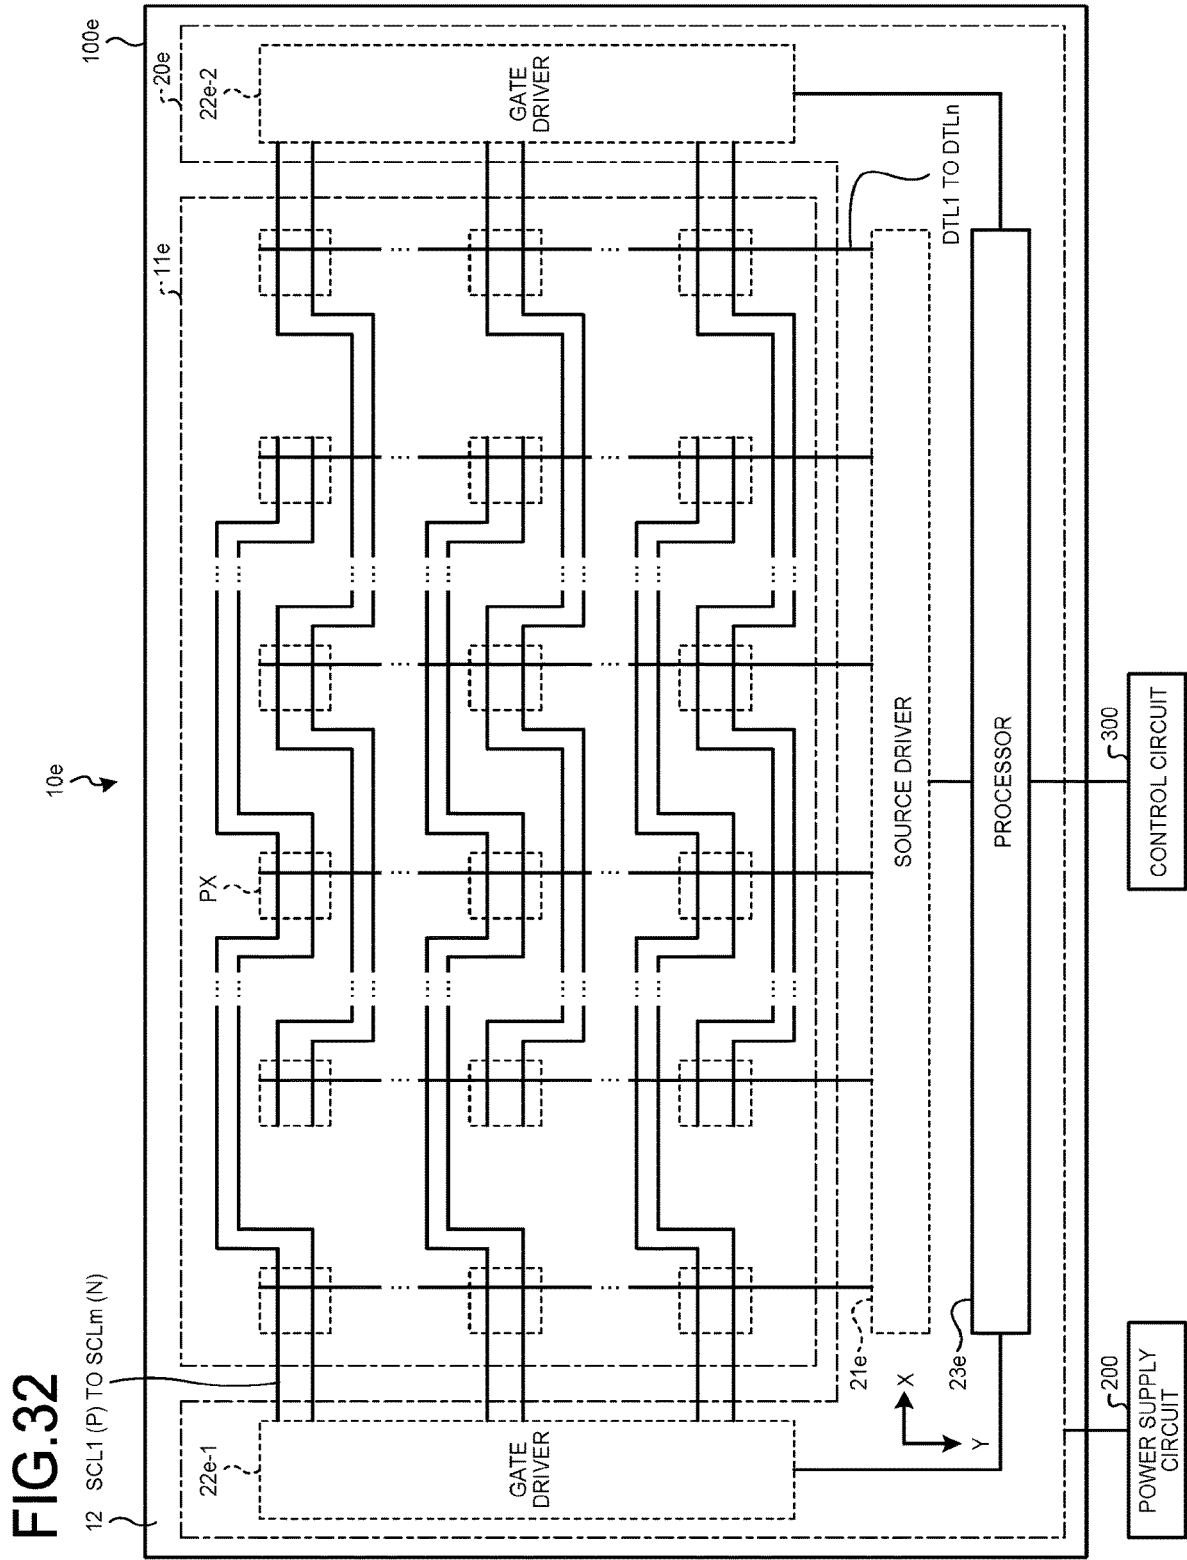 FIG.32
10e
100e
12
SCL1 (P) TO SCLm (N)
11e
20e
22e-1
GATE
DRIVER
PX
22e-2
GATE
DRIVER
DTL1 TO DTLn
21e
SOURCE DRIVER
X
Y
23e
PROCESSOR
200
POWER SUPPLY
CIRCUIT
300
CONTROL CIRCUIT